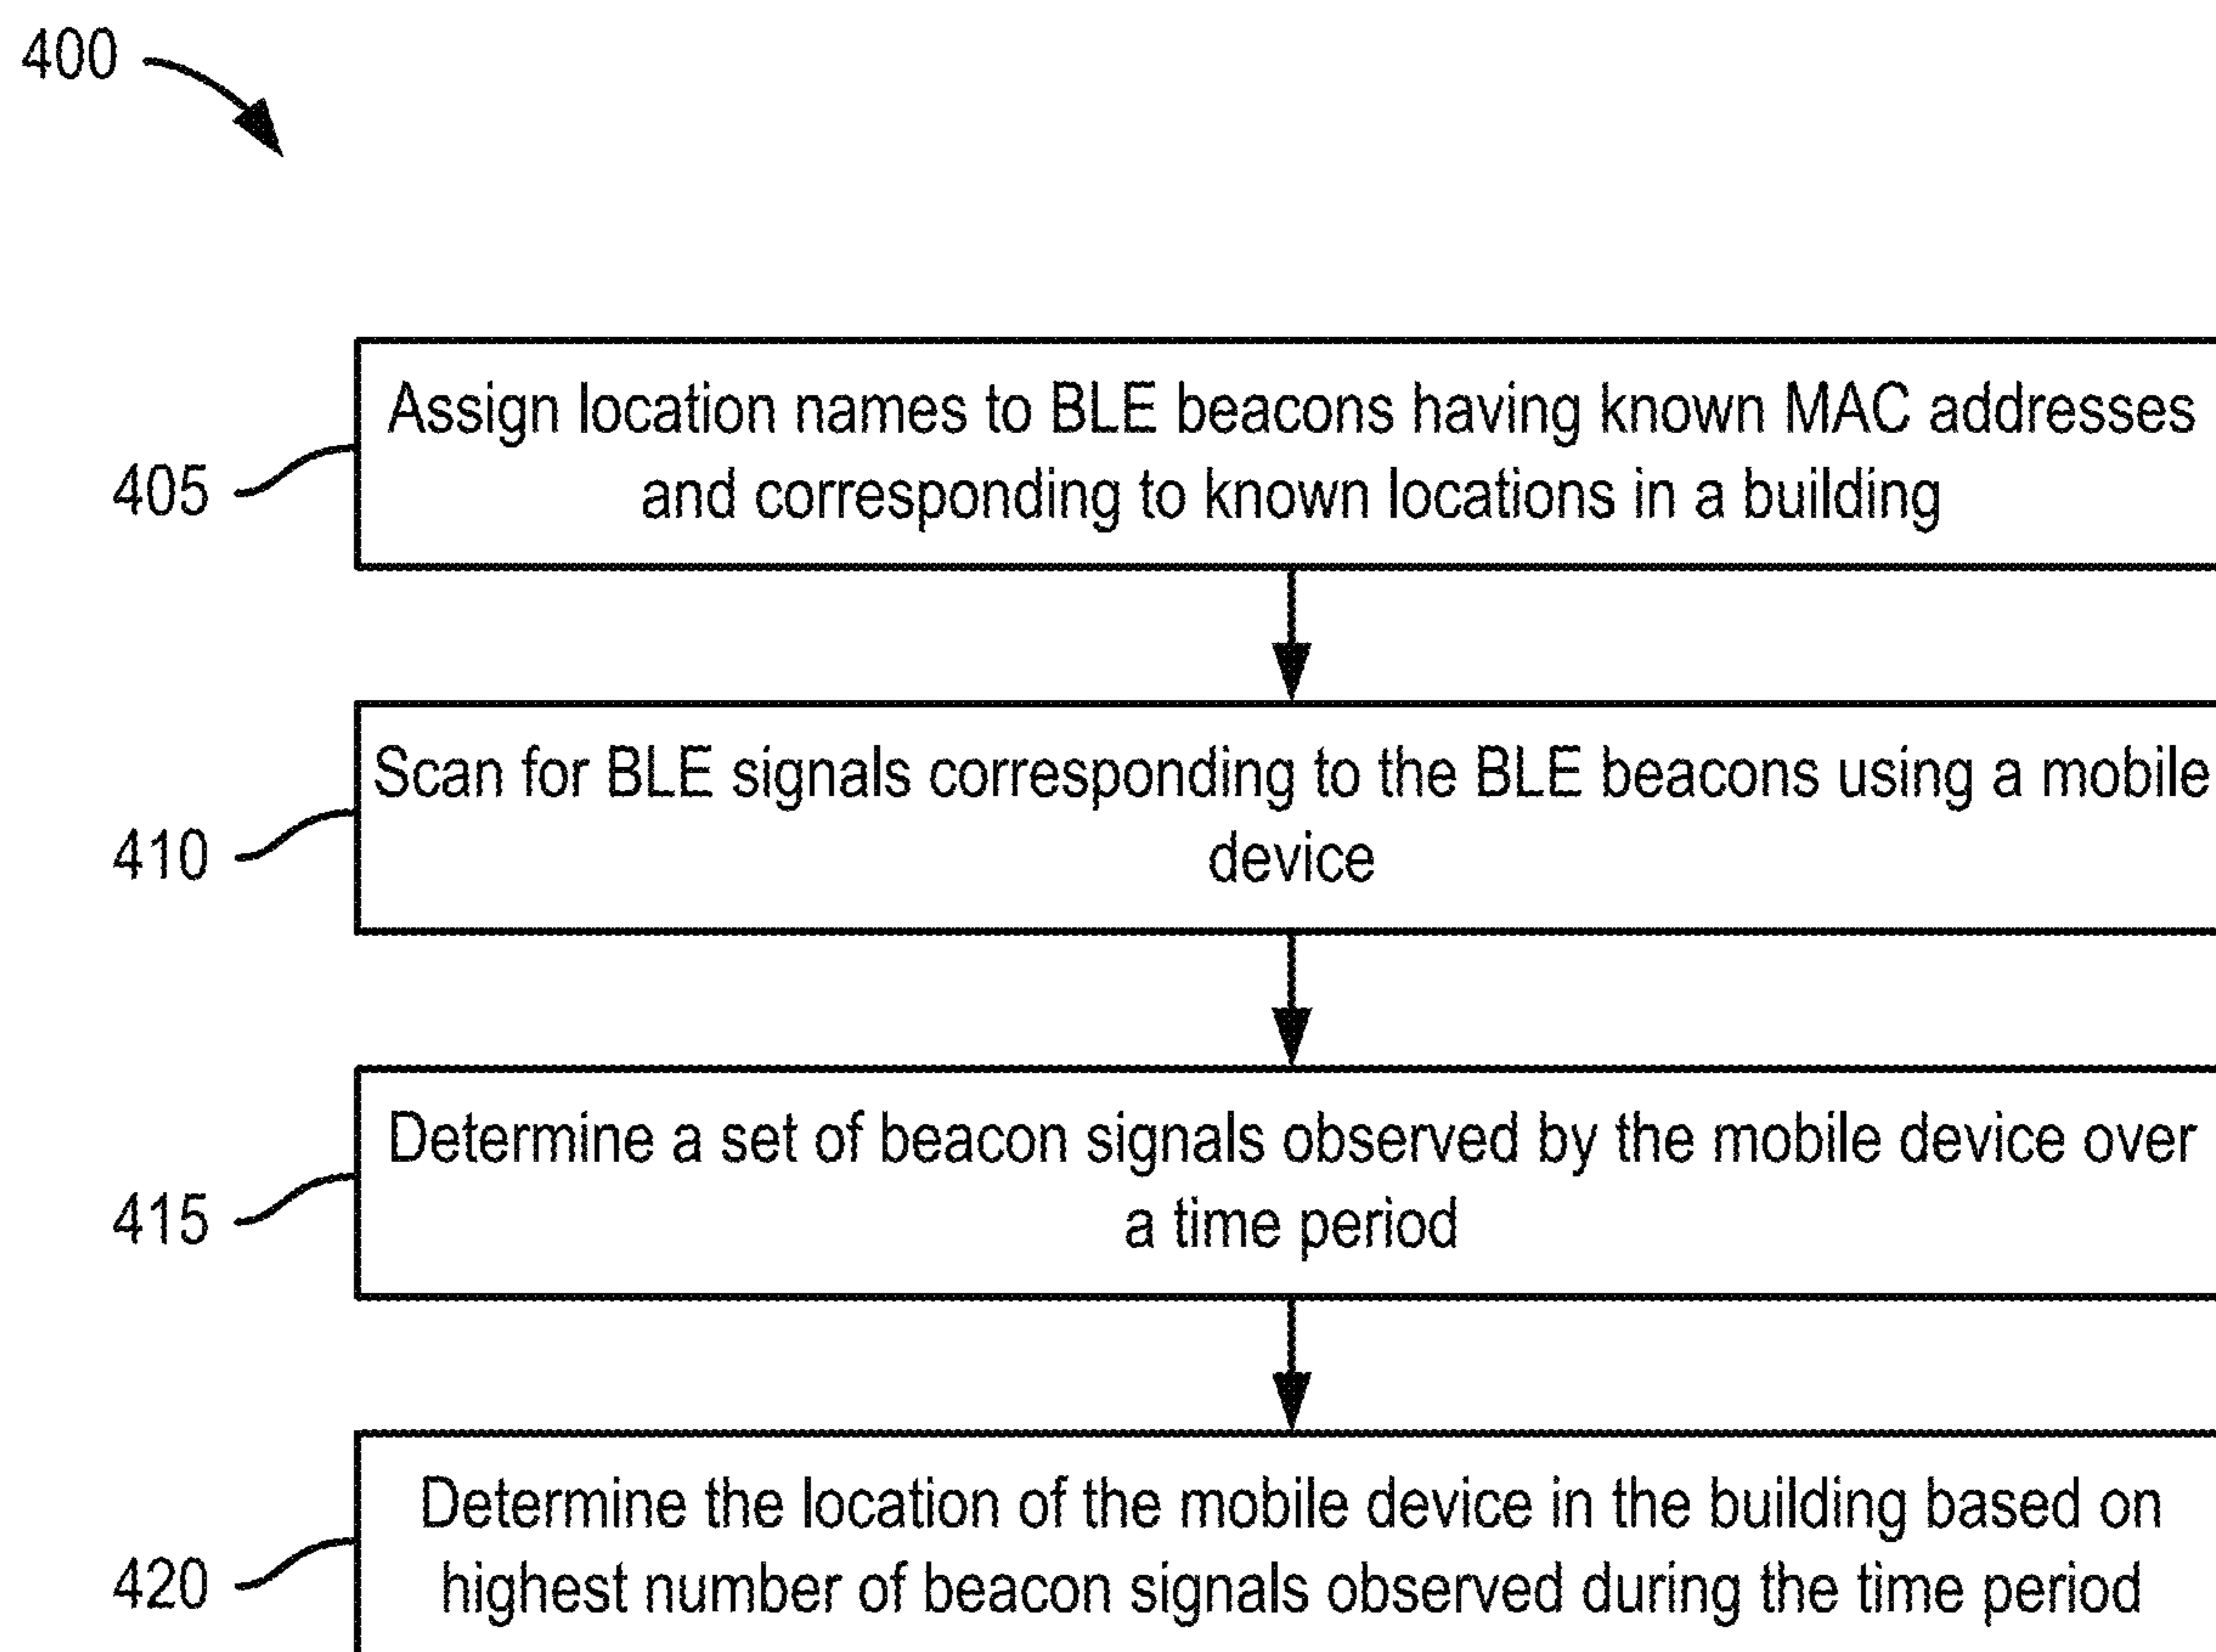 400
Assign location names to BLE beacons having known MAC addresses
and corresponding to known locations in a building
405
Scan for BLE signals corresponding to the BLE beacons using a mobile
device
410
Determine a set of beacon signals observed by the mobile device over
a time period
415
Determine the location of the mobile device in the building based on
highest number of beacon signals observed during the time period
420